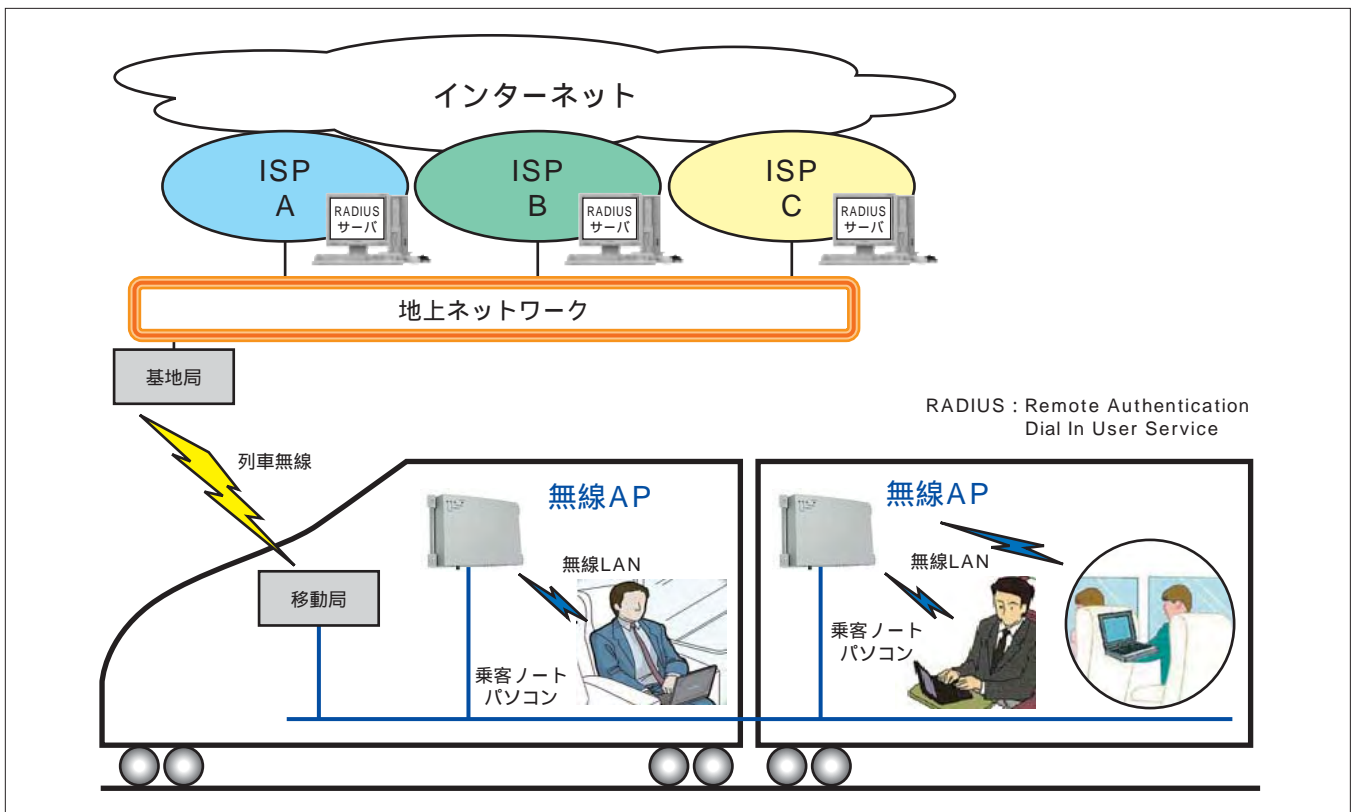 インターネット
ISP
A
ISP
B
ISP
C
RADIUS
サーバ
RADIUS
サーバ
RADIUS
サーバ
地上ネットワーク
基地局
RADIUS : Remote Authentication
Dial In User Service
列車無線
無線AP
無線AP
無線LAN
無線LAN
移動局
乗客ノート
パソコン
乗客ノート
パソコン